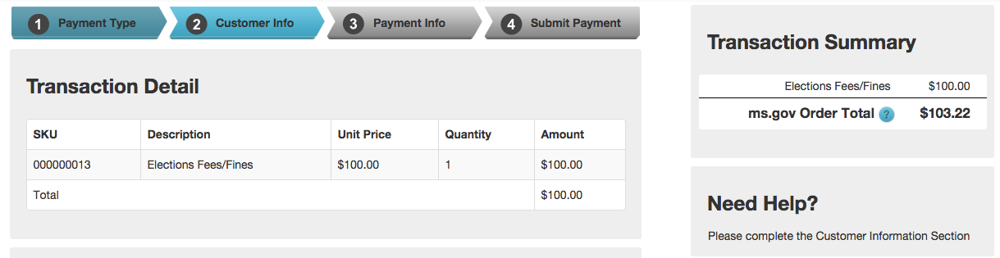 1 Payment Type 2 Customer Info 3 Payment Info 4 Submit Payment
Transaction Detail
SKU Description Unit Price Quantity Amount
000000013 Elections Fees/Fines $100.00 1 $100.00
Total $100.00
Transaction Summary
Elections Fees/Fines $100.00
ms.gov Order Total ? $103.22
Need Help?
Please complete the Customer Information Section